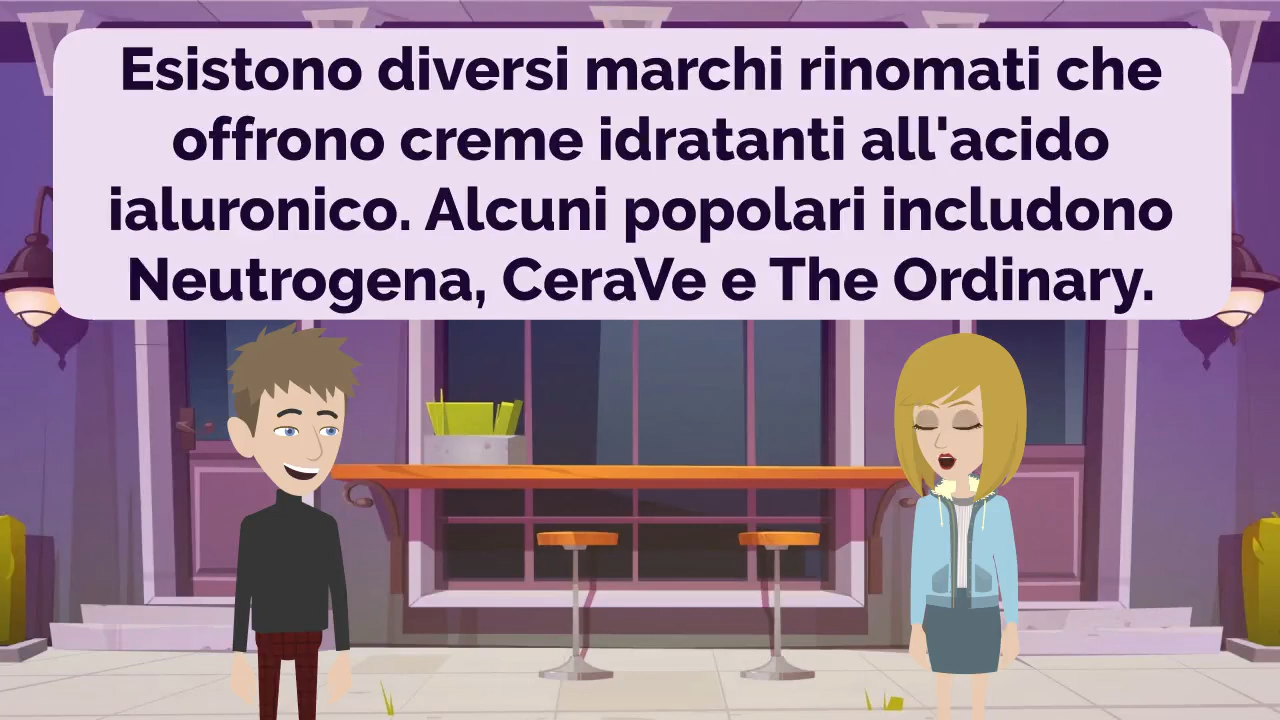 Esistono diversi marchi rinomati che
offrono creme idratanti all'acido
ialuronico. Alcuni popolari includono
Neutrogena, CeraVe e The Ordinary.